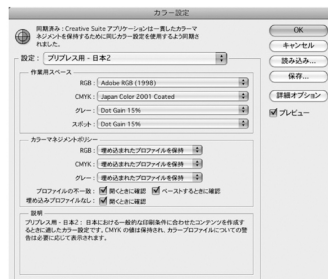 カラー設定
同期済み：Creative Suite アプリケーションは一貫したカラーマ
ネジメントを保持するために同じカラー設定を使用するよう同期さ
れました。
OK
キャンセル
読み込み...
保存...
詳細オプション
プレビュー
設定：プリプレス用 - 日本2
作業用スペース
RGB：Adobe RGB (1998)
CMYK：Japan Color 2001 Coated
グレー：Dot Gain 15%
スポット：Dot Gain 15%
カラーマネジメントポリシー
RGB：埋め込まれたプロファイルを保持
CMYK：埋め込まれたプロファイルを保持
グレー：埋め込まれたプロファイルを保持
プロファイルの不一致：開くときに確認 ペーストするときに確認
埋め込みプロファイルなし：開くときに確認
説明
プリプレス用 - 日本2：日本における一般的な印刷条件に合わせたコンテンツを作成す
るときに適したカラー設定です。CMYK の値は保持され、カラープロファイルについての警
告は必要に応じて表示されます。